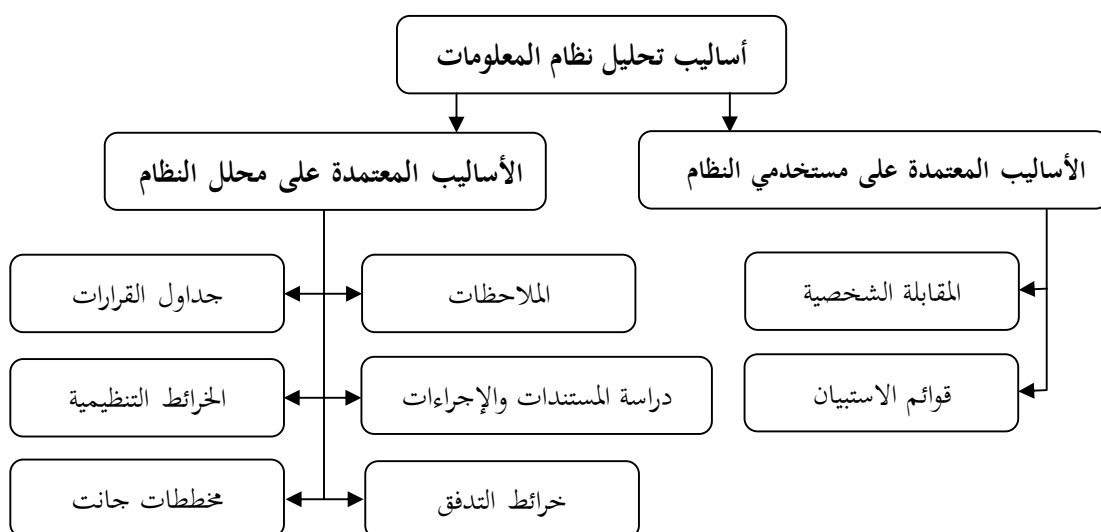 أساليب تحليل نظام المعلومات
الأساليب المعتمدة على مستخدمي النظام
الأساليب المعتمدة على محلل النظام
المقابلة الشخصية
قوائم الاستبيان
الملاحظات
جداول القرارات
دراسة المستندات والإجراءات
الخرائط التنظيمية
خرائط التدفق
مخططات جانت